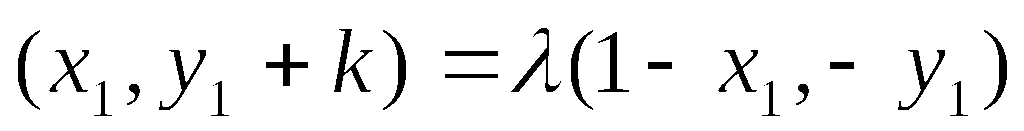 (x₁, y₁ + k) = λ(1 - x₁, - y₁)